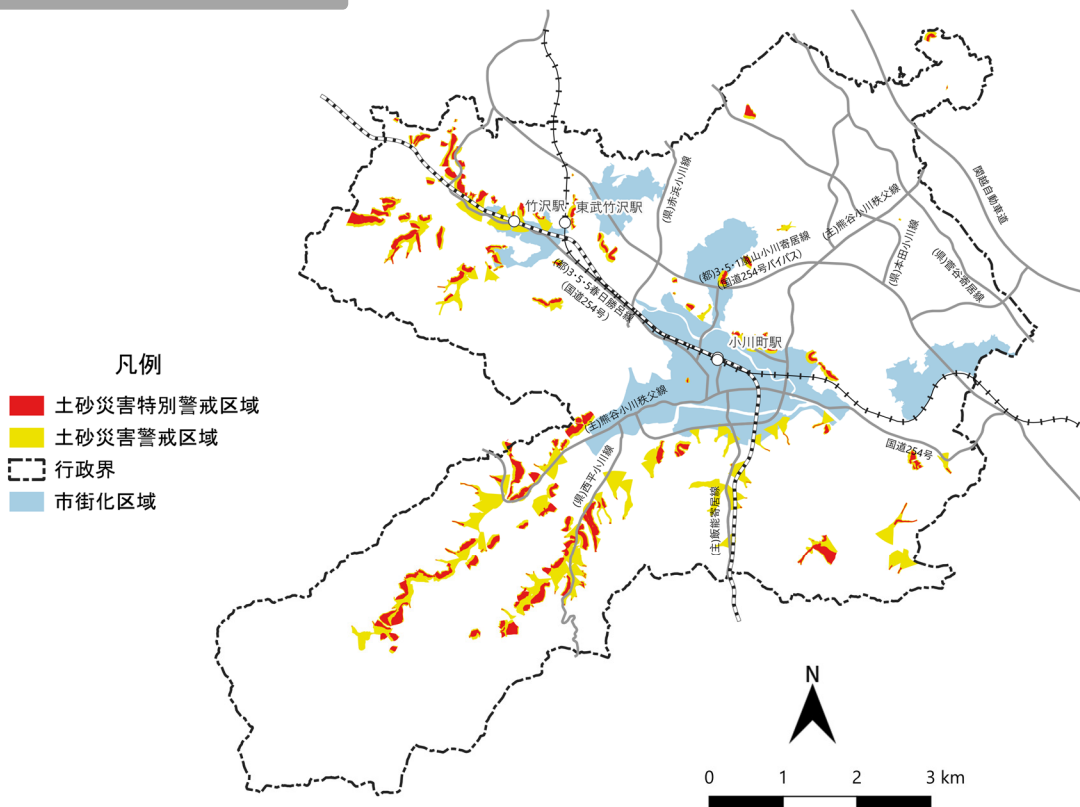 関越自動車道
(県)赤浜小川線
竹沢駅
東武竹沢駅
(主)熊谷小川秩父線
(都)3・5・1嵐山小川寄居線
(国道254号バイパス)
(県)本田小川線
(県)菅谷寄居線
(都)3・5・5春日勝呂線
(国道254号)
小川町駅
凡例
土砂災害特別警戒区域
土砂災害警戒区域
行政界
市街化区域
(主)熊谷小川秩父線
(県)西平小川線
国道254号
(主)飯能寄居線
N
0 1 2 3 km